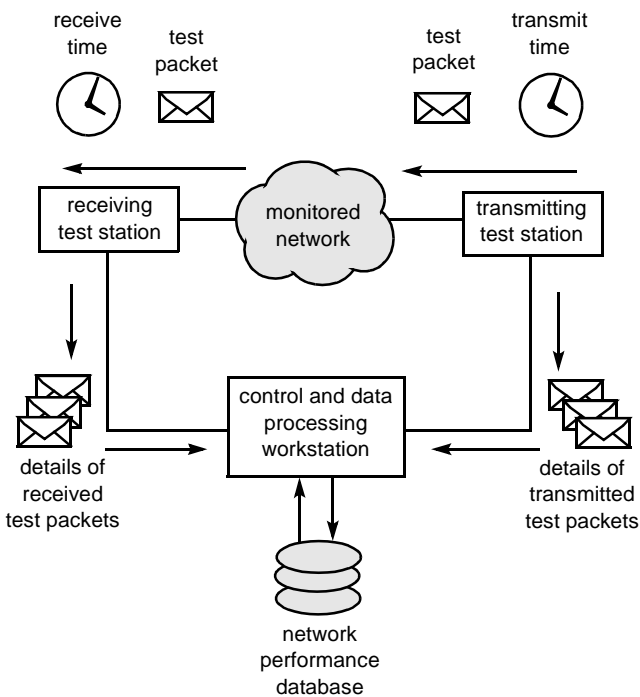 receive
time
test
packet
test
packet
transmit
time
receiving
test station
monitored
network
transmitting
test station
control and data
processing
workstation
details of
received
test packets
details of
transmitted
test packets
network
performance
database